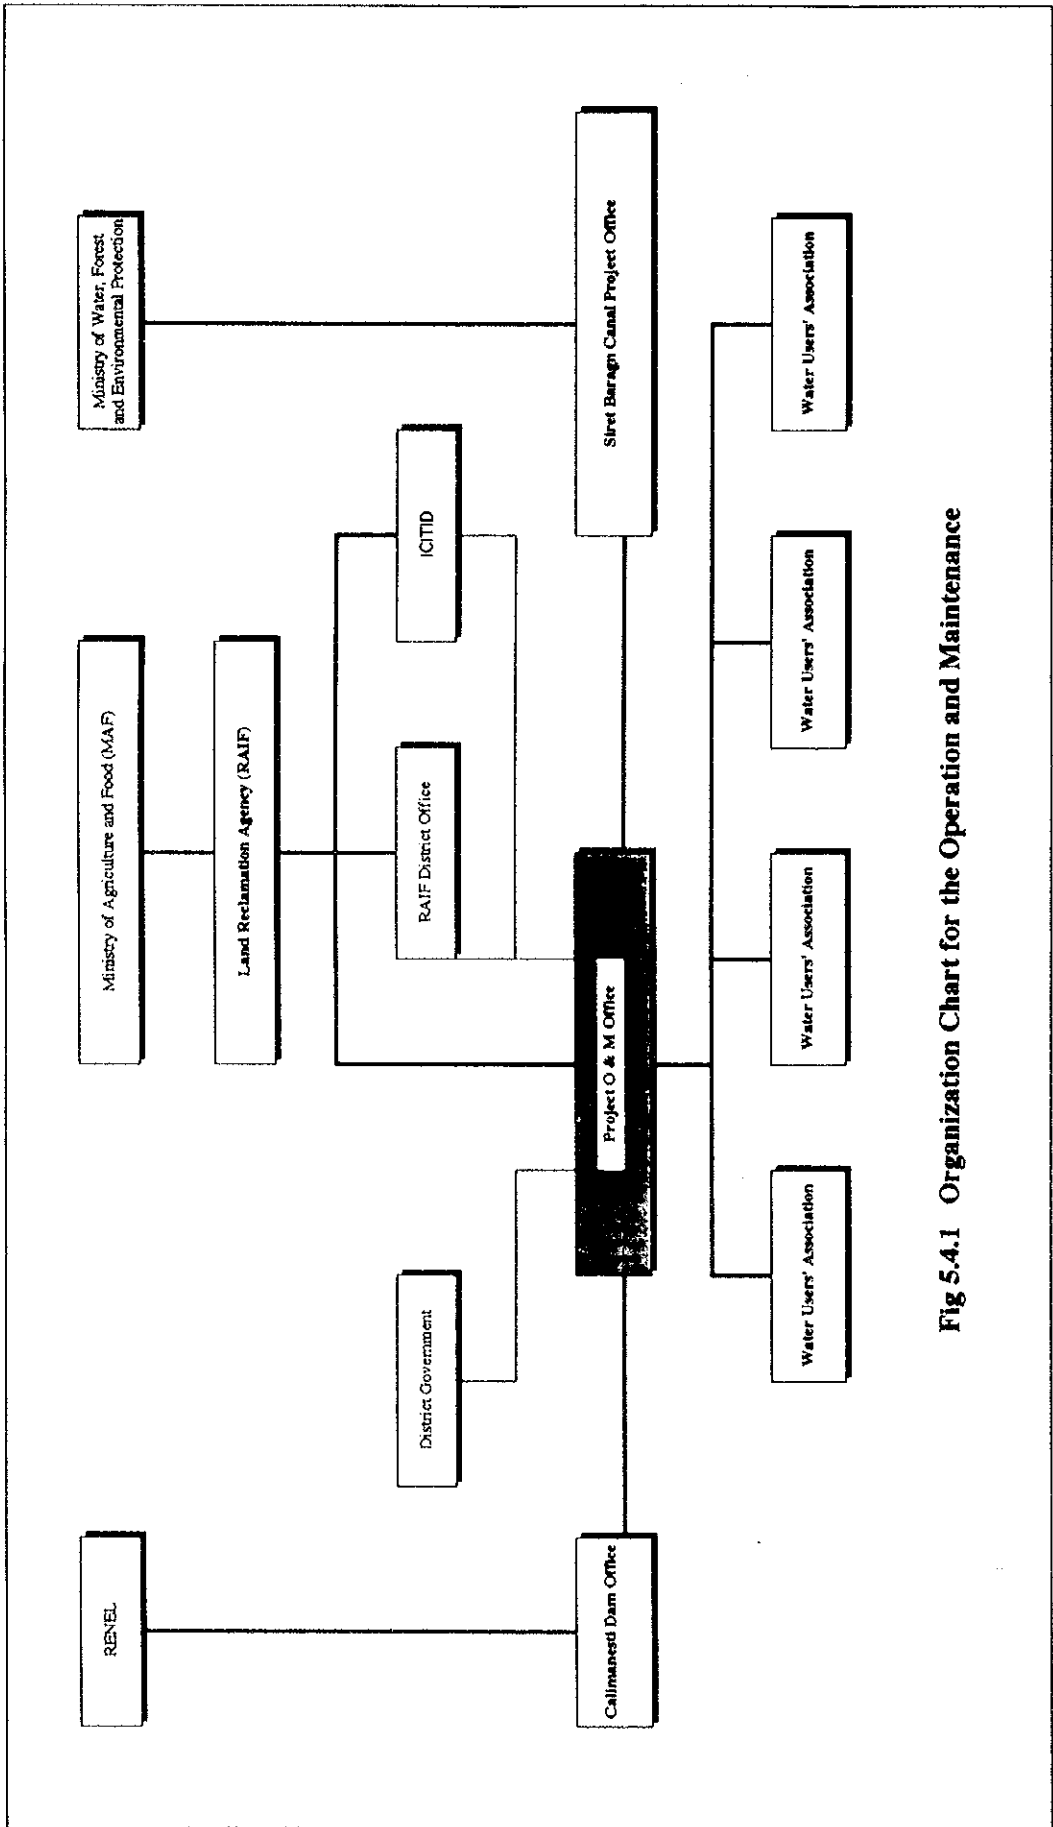 RENEL
Ministry of Agriculture and Food (MAF)
Ministry of Water, Forest
and Environmental Protection
Land Reclamation Agency (RAIF)
District Government
RAIF District Office
ICITID
Calimanesti Dam Office
Project O & M Office
Siret Baragn Canal Project Office
Water Users' Association
Water Users' Association
Water Users' Association
Water Users' Association
Fig 5.4.1 Organization Chart for the Operation and Maintenance